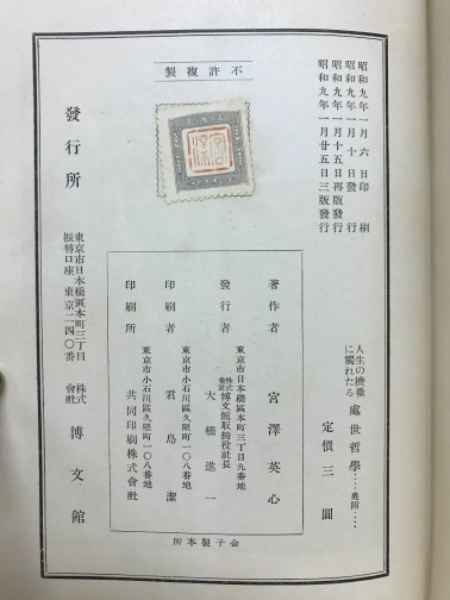 昭和九年一月六日印刷
昭和九年一月十日發行
昭和九年一月十五日再版發行
昭和九年一月廿五日三版發行
不許複製
人生の機微に觸れたる
處世哲學……奥附……
定價三圓
著作者 宮澤英心
東京市日本橋區本町三丁目九番地
株式會社博文館取締役社長
發行者 大橋進一
東京市小石川區久堅町一〇八番地
印刷者 君島潔
東京市小石川區久堅町一〇八番地
印刷所 共同印刷株式會社
發行所
東京市日本橋區本町三丁目
振替口座東京二四〇番
株式會社 博文館
金子製本所